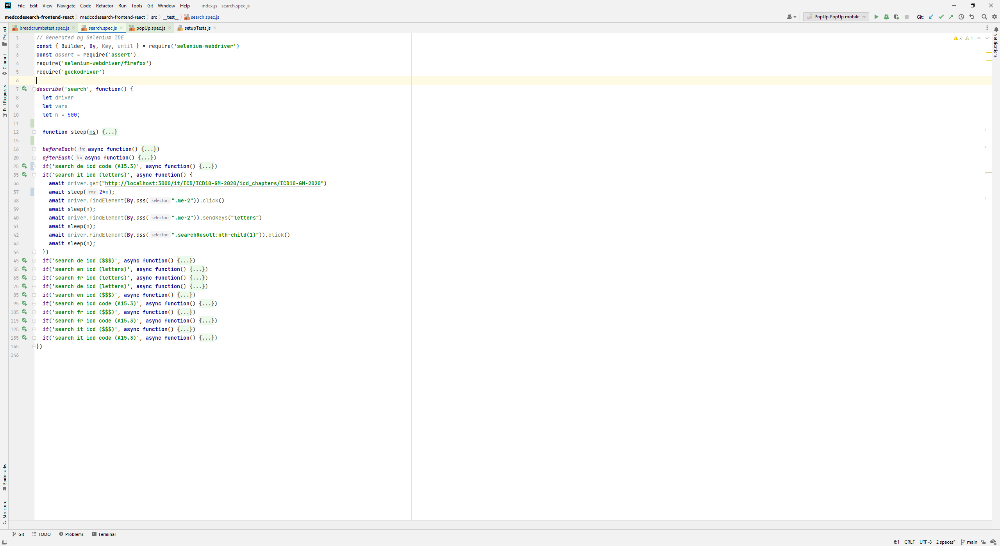 WS File Edit View Navigate Code Refactor Run Tools Git Window Help index.js - search.spec.js
medcodesearch-frontend-react medcodesearch-frontend-react src __test__ search.spec.js PopUp.PopUp mobile Git:
breadcrumbstest.spec.js search.spec.js popUp.spec.js setupTests.js
Project
Commit
Pull Requests
Bookmarks
Structure
Notifications
3 1
1 // Generated by Selenium IDE
2 const { Builder, By, Key, until } = require('selenium-webdriver')
3 const assert = require('assert')
4 require('selenium-webdriver/firefox')
5 require('geckodriver')
6
7 describe('search', function() {
8 let driver
9 let vars
10 let n = 500;
11
12 function sleep(ms) {...}
15
16 beforeEach( fn: async function() {...})
20 afterEach( fn: async function() {...})
25 it('search de icd code (A15.3)', async function() {...})
35 it('search it icd (letters)', async function() {
36 await driver.get("http://localhost:3000/it/ICD/ICD10-GM-2020/icd_chapters/ICD10-GM-2020")
37 await sleep( ms: 2*n);
38 await driver.findElement(By.css( selector: ".me-2")).click()
39 await sleep(n);
40 await driver.findElement(By.css( selector: ".me-2")).sendKeys("letters")
41 await sleep(n);
42 await driver.findElement(By.css( selector: ".searchResult:nth-child(1)")).click()
43 await sleep(n);
44 })
45 it('search de icd ($$$)', async function() {...})
55 it('search en icd (letters)', async function() {...})
65 it('search fr icd (letters)', async function() {...})
75 it('search de icd (letters)', async function() {...})
85 it('search en icd ($$$)', async function() {...})
95 it('search en icd code (A15.3)', async function() {...})
105 it('search fr icd ($$$)', async function() {...})
115 it('search fr icd code (A15.3)', async function() {...})
125 it('search it icd ($$$)', async function() {...})
135 it('search it icd code (A15.3)', async function() {...})
145 })
146
Git TODO Problems Terminal
6:1 CRLF UTF-8 2 spaces* main